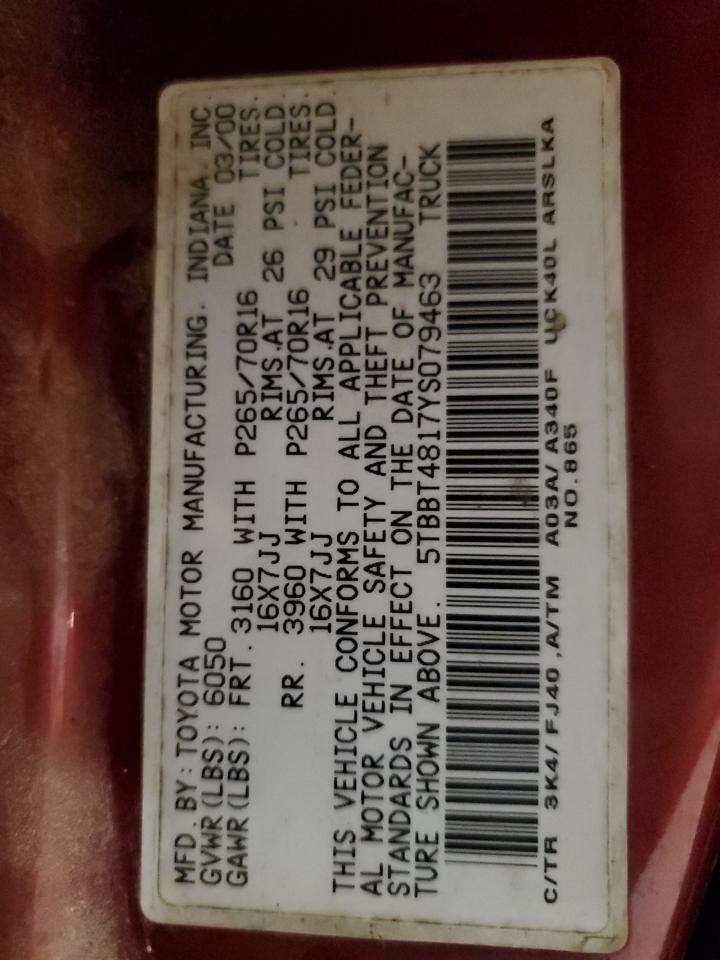 MFD. BY: TOYOTA MOTOR MANUFACTURING. INDIANA. INC.
GVWR(LBS): 6050 DATE 03/00
GAWR(LBS): FRT. 3160 WITH P265/70R16 TIRES.
16X7JJ RIMS.AT 26 PSI COLD.
RR. 3960 WITH P265/70R16 TIRES.
16X7JJ RIMS.AT 29 PSI COLD.
THIS VEHICLE CONFORMS TO ALL APPLICABLE FEDER-
AL MOTOR VEHICLE SAFETY AND THEFT PREVENTION
STANDARDS IN EFFECT ON THE DATE OF MANUFAC-
TURE SHOWN ABOVE. 5TBBT4817YS079463 TRUCK
C/TR 3K4/FJ40 ,A/TM A03A/A340F UCK40L ARSLKA
NO.865